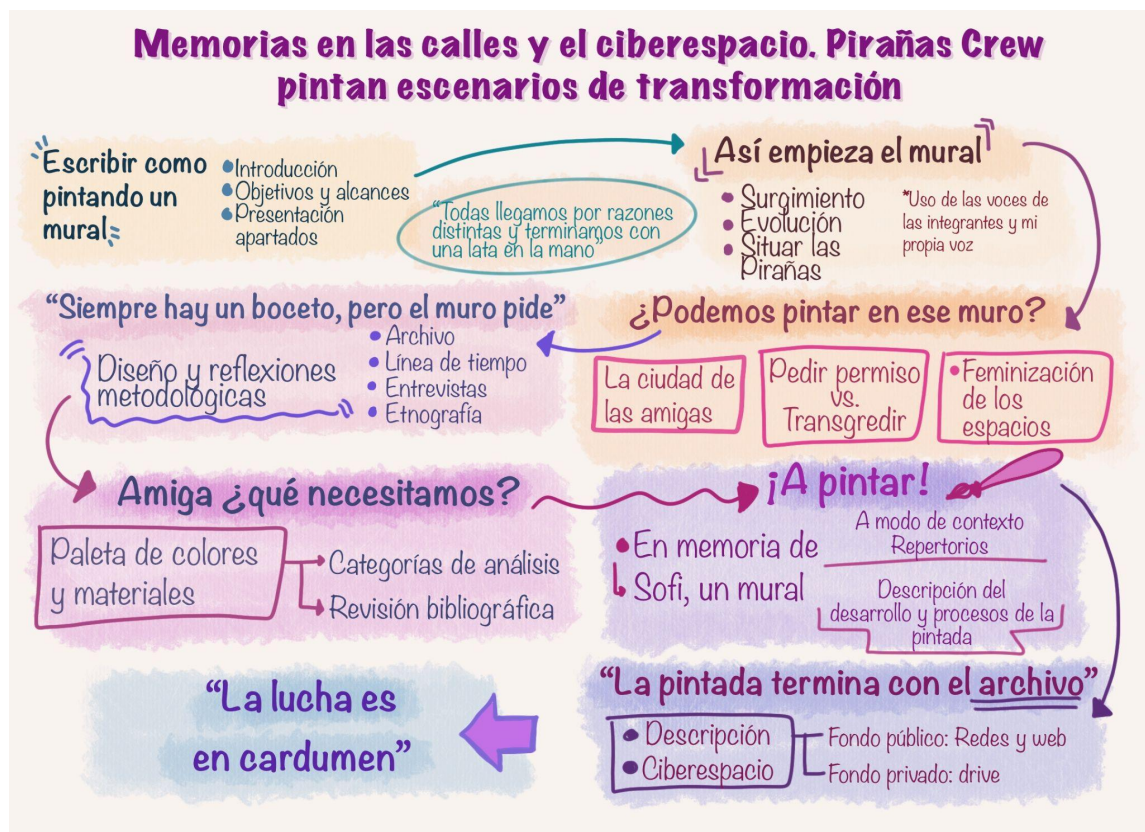 Memorias en las calles y el ciberespacio. Pirañas Crew
pintan escenarios de transformación
Escribir como
pintando un
mural
Introducción
Objetivos y alcances
Presentación
apartados
"Todas llegamos por razones
distintas y terminamos con
una lata en la mano"
Así empieza el mural
Surgimiento
Evolución
Situar las
Pirañas
*Uso de las voces de
las integrantes y mi
propia voz
¿Podemos pintar en ese muro?
La ciudad de
las amigas
Pedir permiso
vs.
Transgredir
Feminización
de los
espacios
“Siempre hay un boceto, pero el muro pide”
Diseño y reflexiones
metodológicas
Archivo
Línea de tiempo
Entrevistas
Etnografía
Amiga ¿qué necesitamos?
Paleta de colores
y materiales
Categorías de análisis
Revisión bibliográfica
¡A pintar!
En memoria de
Sofi, un mural
A modo de contexto
Repertorios
Descripción del
desarrollo y procesos de la
pintada
“La pintada termina con el archivo”
Descripción
Ciberespacio
Fondo público: Redes y web
Fondo privado: drive
“La lucha es
en cardumen”